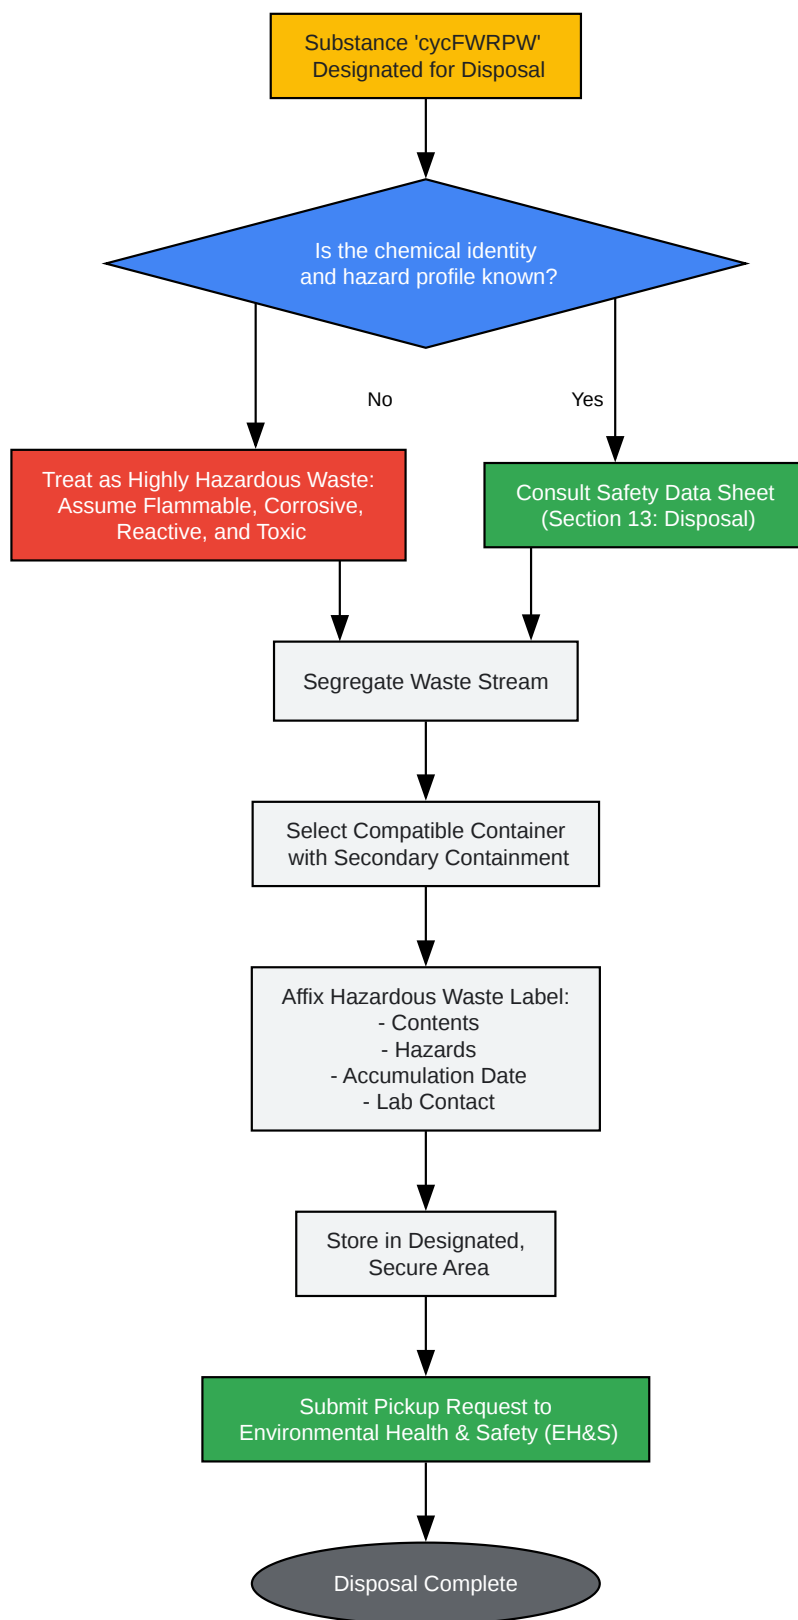 Substance 'cycFWRPW'
Designated for Disposal
Is the chemical identity
and hazard profile known?
No
Yes
Treat as Highly Hazardous Waste:
Assume Flammable, Corrosive,
Reactive, and Toxic
Consult Safety Data Sheet
(Section 13: Disposal)
Segregate Waste Stream
Select Compatible Container
with Secondary Containment
Affix Hazardous Waste Label:
- Contents
- Hazards
- Accumulation Date
- Lab Contact
Store in Designated,
Secure Area
Submit Pickup Request to
Environmental Health & Safety (EH&S)
Disposal Complete